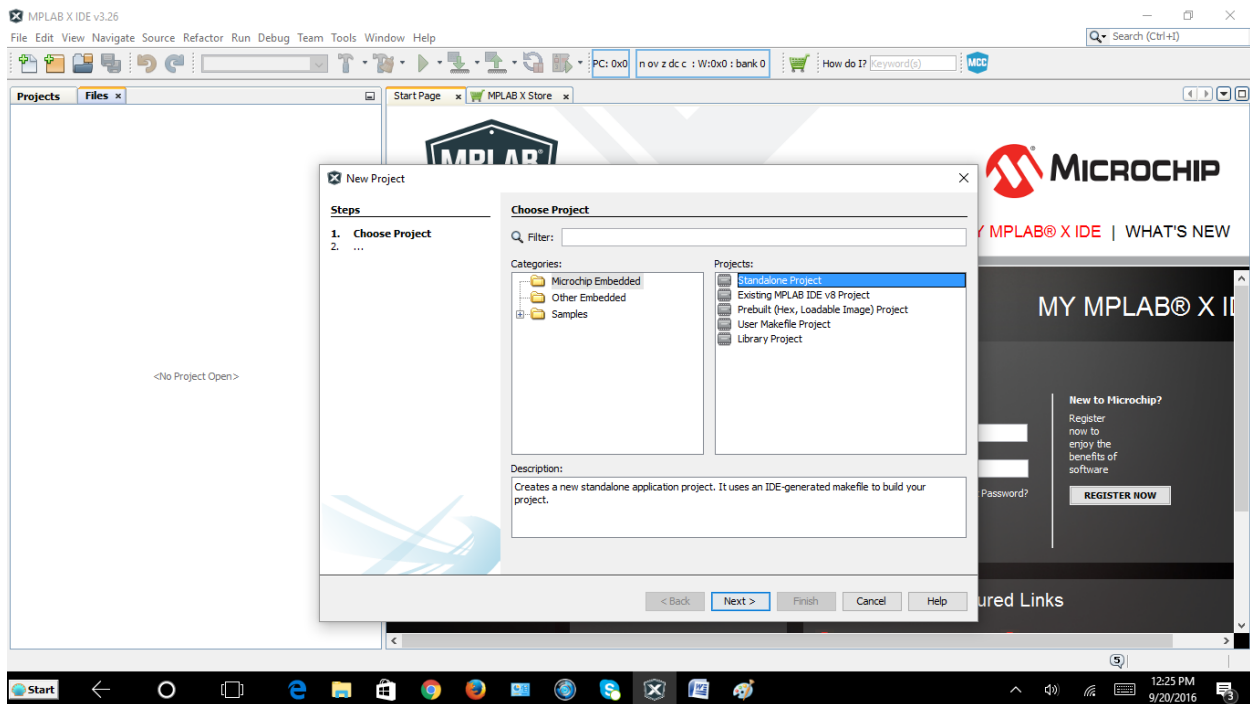 MPLAB X IDE v3.26
File Edit View Navigate Source Refactor Run Debug Team Tools Window Help
Search (Ctrl+I)
PC: 0x0
n ov z dc c : W:0x0 : bank 0
How do I?
Keyword(s)
MCC
Projects
Files
Start Page
MPLAB X Store
MPLAB
MICROCHIP
MPLAB® X IDE | WHAT'S NEW
MY MPLAB® X
New Project
Steps
1. Choose Project
2. ...
Choose Project
Filter:
Categories:
Microchip Embedded
Other Embedded
Samples
Projects:
Standalone Project
Existing MPLAB IDE v8 Project
Prebuilt (Hex, Loadable Image) Project
User Makefile Project
Library Project
Description:
Creates a new standalone application project. It uses an IDE-generated makefile to build your
project.
< Back
Next >
Finish
Cancel
Help
<No Project Open>
New to Microchip?
Register
now to
enjoy the
benefits of
software
Password?
REGISTER NOW
ured Links
5
Start
12:25 PM
9/20/2016
3